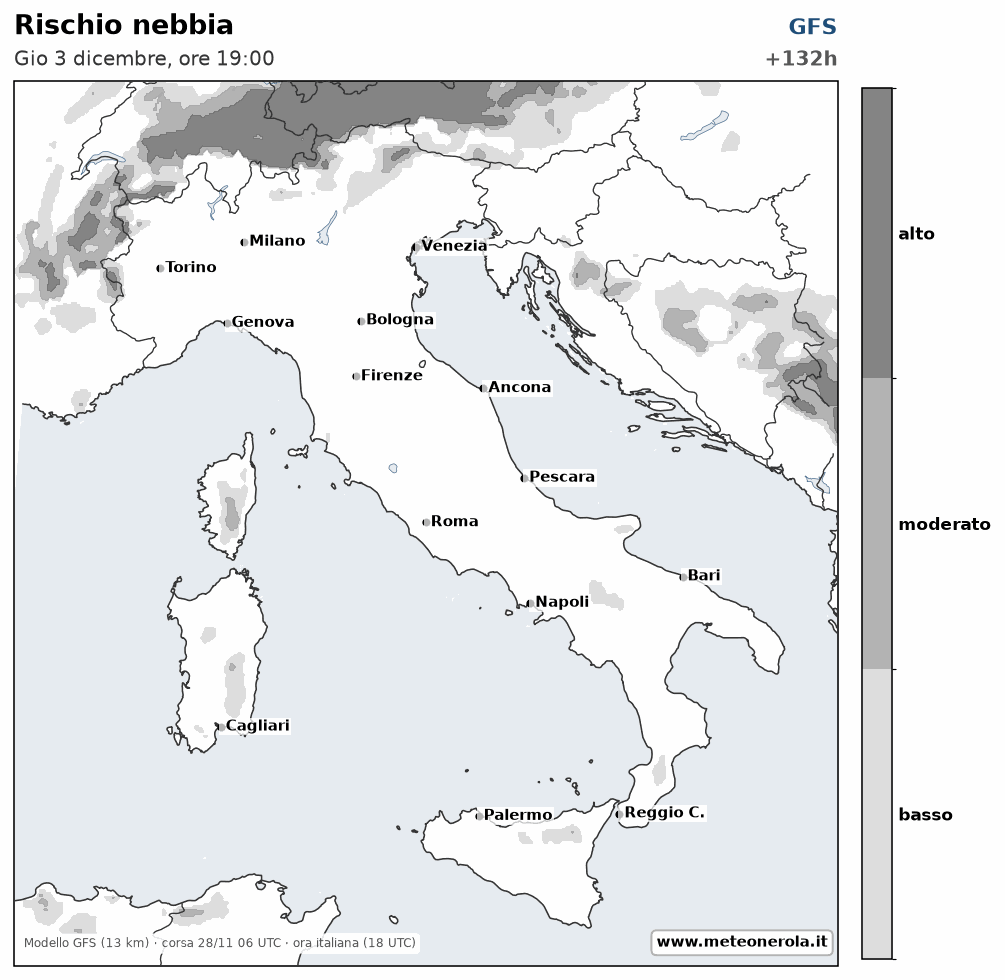 Rischio nebbia
GFS
Gio 3 dicembre, ore 19:00
+132h
alto
moderato
basso
Milano
Venezia
Torino
Genova
Bologna
Firenze
Ancona
Pescara
Roma
Bari
Napoli
Cagliari
Palermo
Reggio C.
Modello GFS (13 km) · corsa 28/11 06 UTC · ora italiana (18 UTC)
www.meteonerola.it